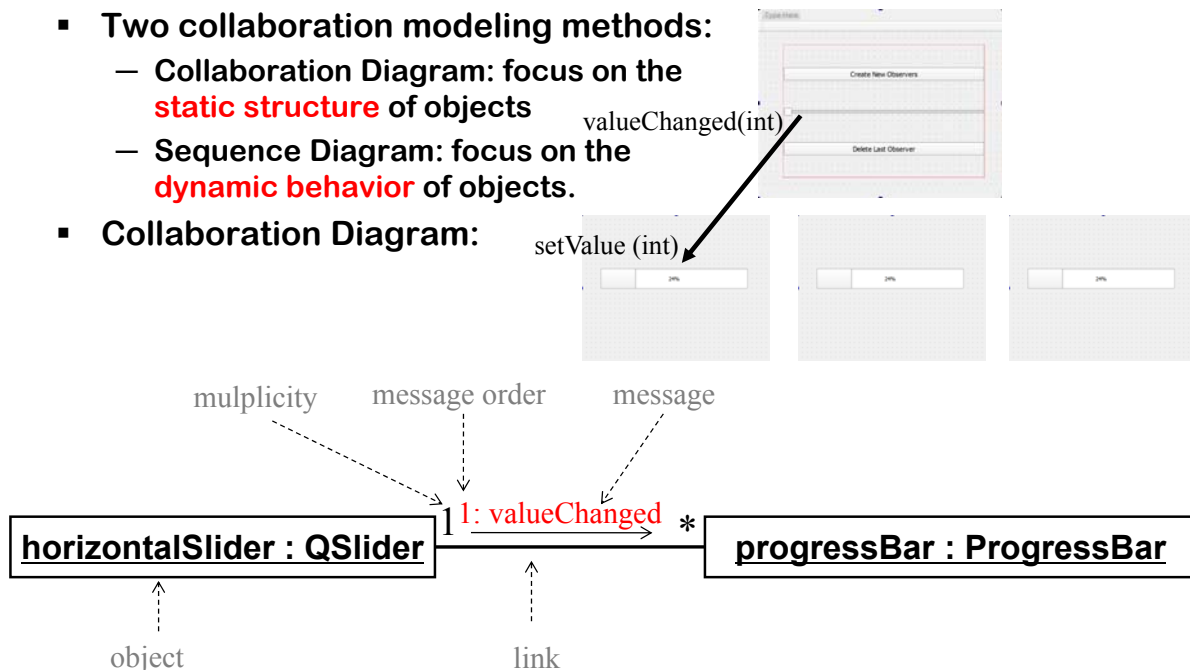 ▪ Two collaboration modeling methods:
– Collaboration Diagram: focus on the
static structure of objects
– Sequence Diagram: focus on the
dynamic behavior of objects.
▪ Collaboration Diagram:
Type Here
Create New Observers
valueChanged(int)
Delete Last Observer
setValue (int)
24%
24%
24%
mulplicity
message order
message
1
1: valueChanged
*
horizontalSlider : QSlider
progressBar : ProgressBar
object
link